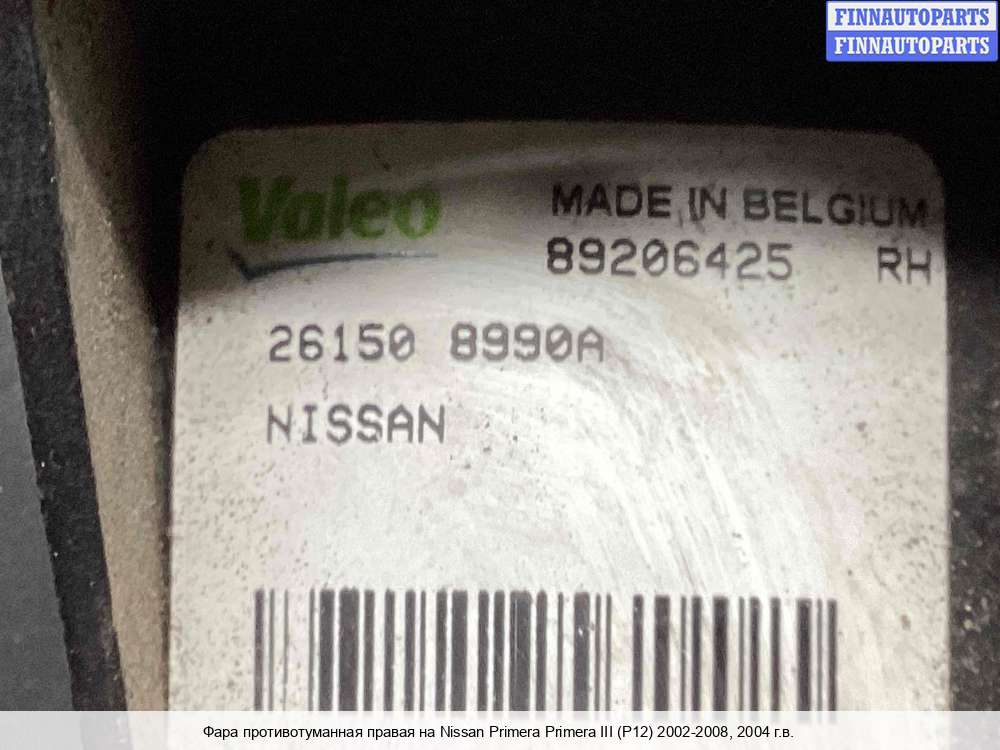 FINNAUTOPARTS
FINNAUTOPARTS
Valeo
MADE IN BELGIUM
89206425 RH
26150 8990A
NISSAN
Фара противотуманная правая на Nissan Primera Primera III (P12) 2002-2008, 2004 г.в.